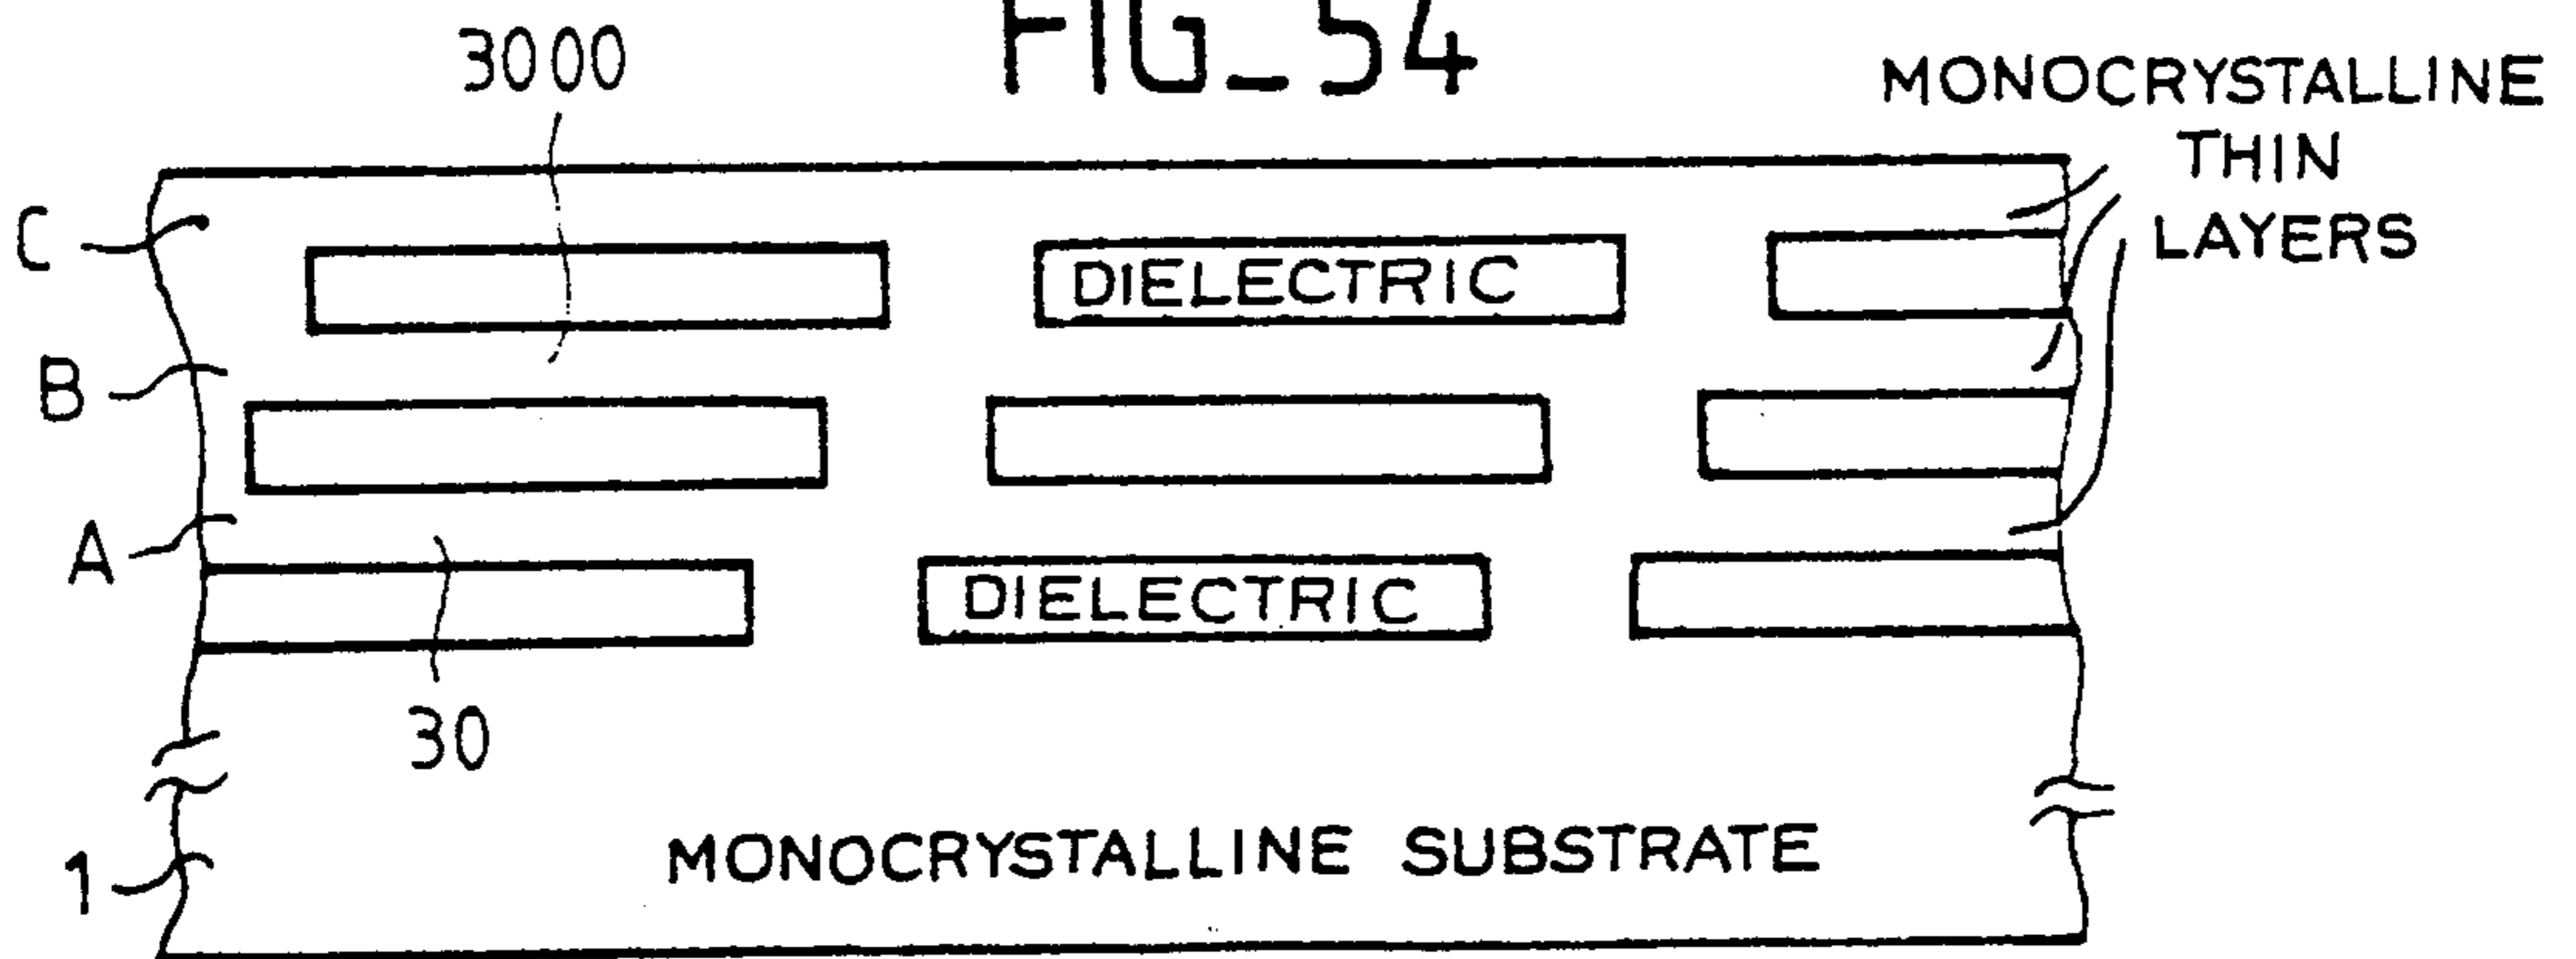 FIG_54
3000
MONOCRYSTALLINE
THIN
LAYERS
C
DIELECTRIC
B
A
DIELECTRIC
30
MONOCRYSTALLINE SUBSTRATE
1